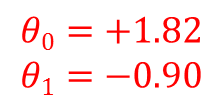 θ₀ = +1.82
θ₁ = −0.90